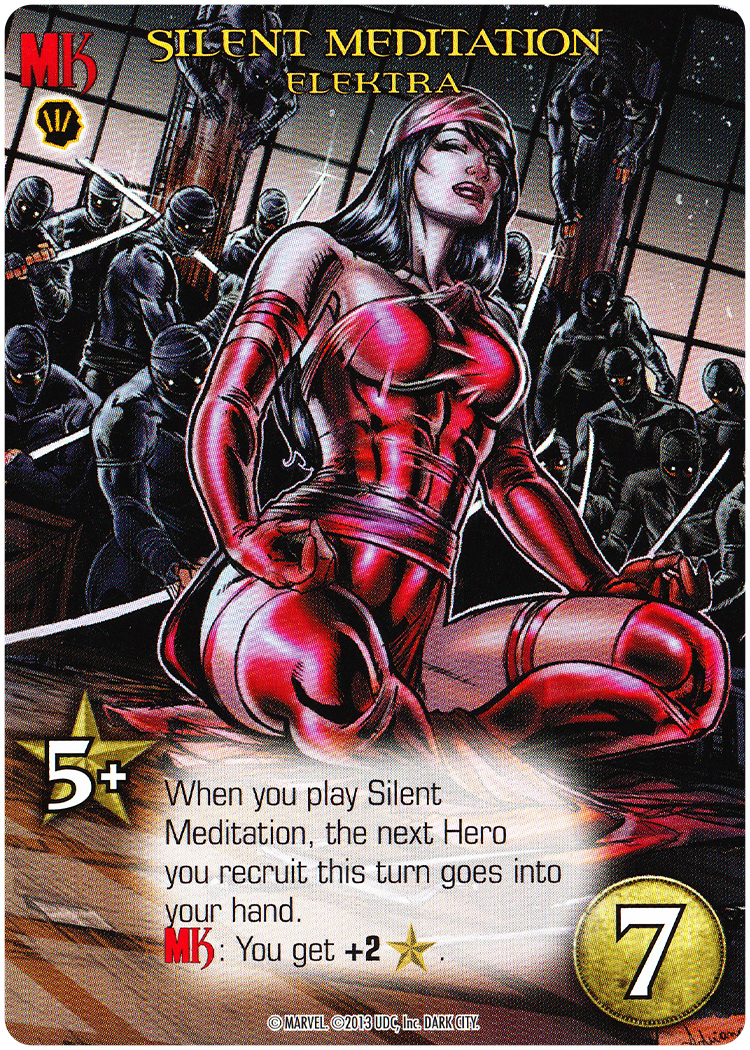 MK
SILENT MEDITATION
ELEKTRA
5+
When you play Silent
Meditation, the next Hero
you recruit this turn goes into
your hand.
MK: You get +2 .
7
© MARVEL. ©2013 UDC, Inc. DARK CITY.